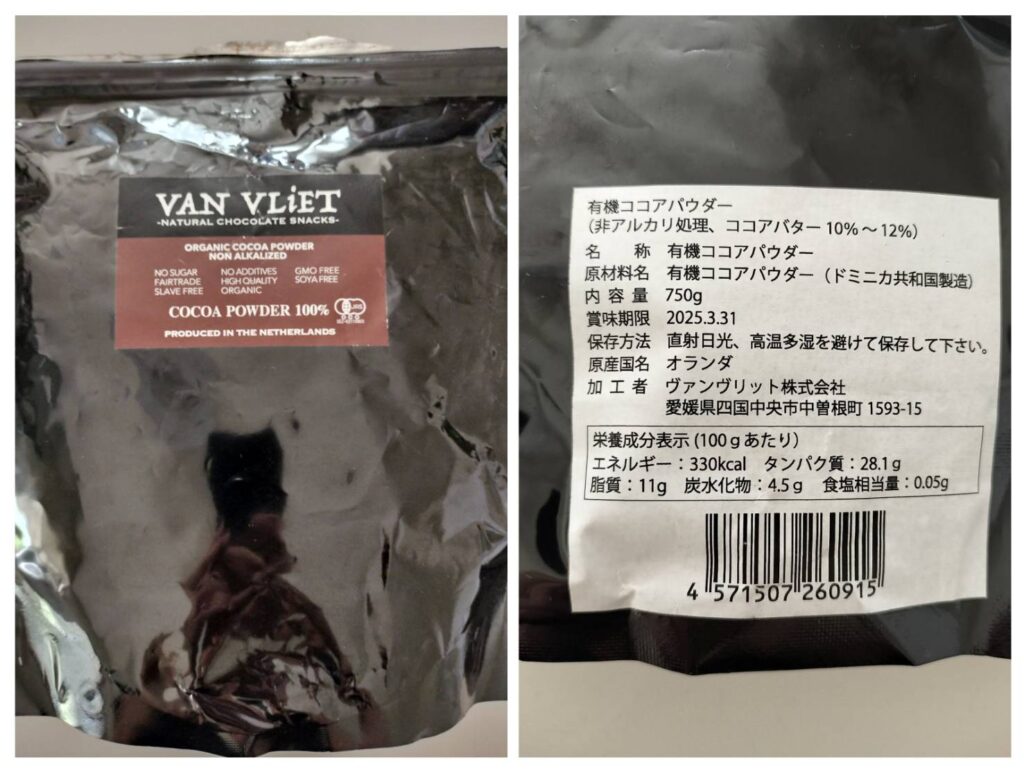 VAN VLiET
-NATURAL CHOCOLATE SNACKS-
ORGANIC COCOA POWDER
NON ALKALIZED
NO SUGAR NO ADDITIVES GMO FREE
FAIRTRADE HIGH QUALITY SOYA FREE
SLAVE FREE ORGANIC
COCOA POWDER 100% JAS
PRODUCED IN THE NETHERLANDS
有機ココアパウダー
(非アルカリ処理、ココアバター 10%～12%)
名 称 有機ココアパウダー
原材料名 有機ココアパウダー（ドミニカ共和国製造）
内容量 750g
賞味期限 2025.3.31
保存方法 直射日光、高温多湿を避けて保存して下さい。
原産国名 オランダ
加工者 ヴァンヴリット株式会社
愛媛県四国中央市中曽根町 1593-15
栄養成分表示 (100gあたり)
エネルギー：330kcal タンパク質：28.1g
脂質：11g 炭水化物：4.5g 食塩相当量：0.05g
4 571507 260915